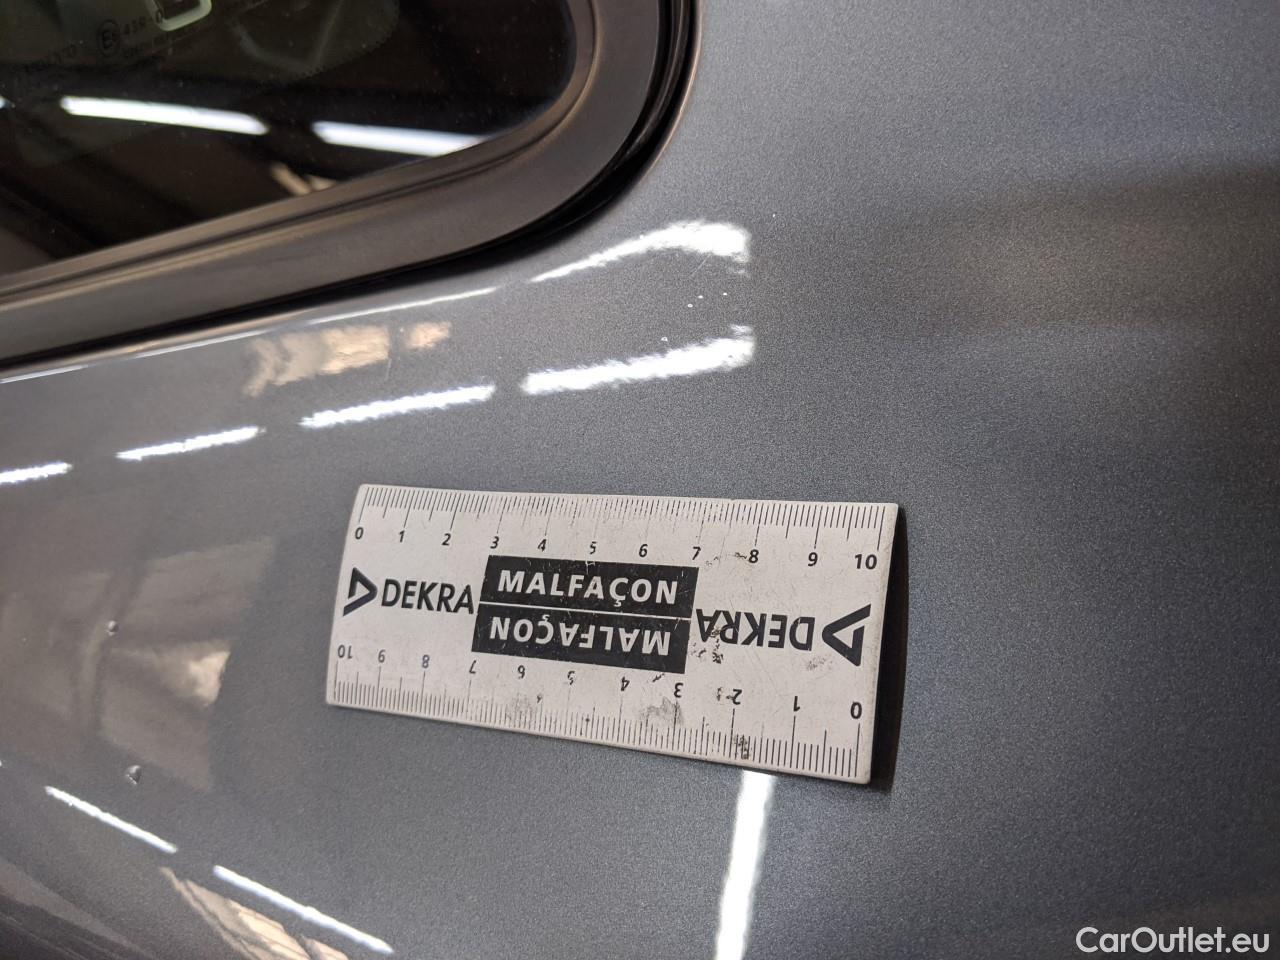 0 1 2 3 4 5 6 7 8 9 10
DEKRA
MALFAÇON
MALFAÇON
DEKRA
10 9 8 7 6 5 4 3 2 1 0
CarOutlet.eu